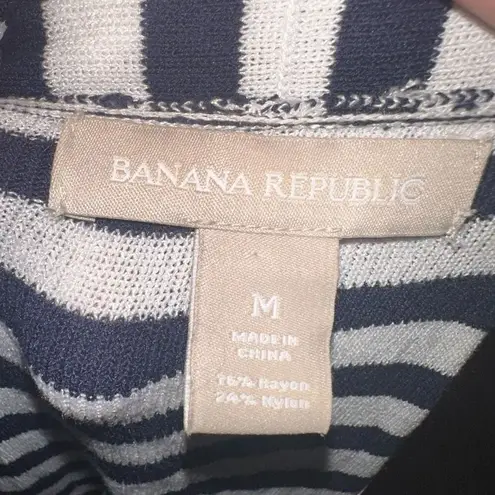 BANANA REPUBLIC
M
MADE IN
CHINA
76% Rayon
24% Nylon